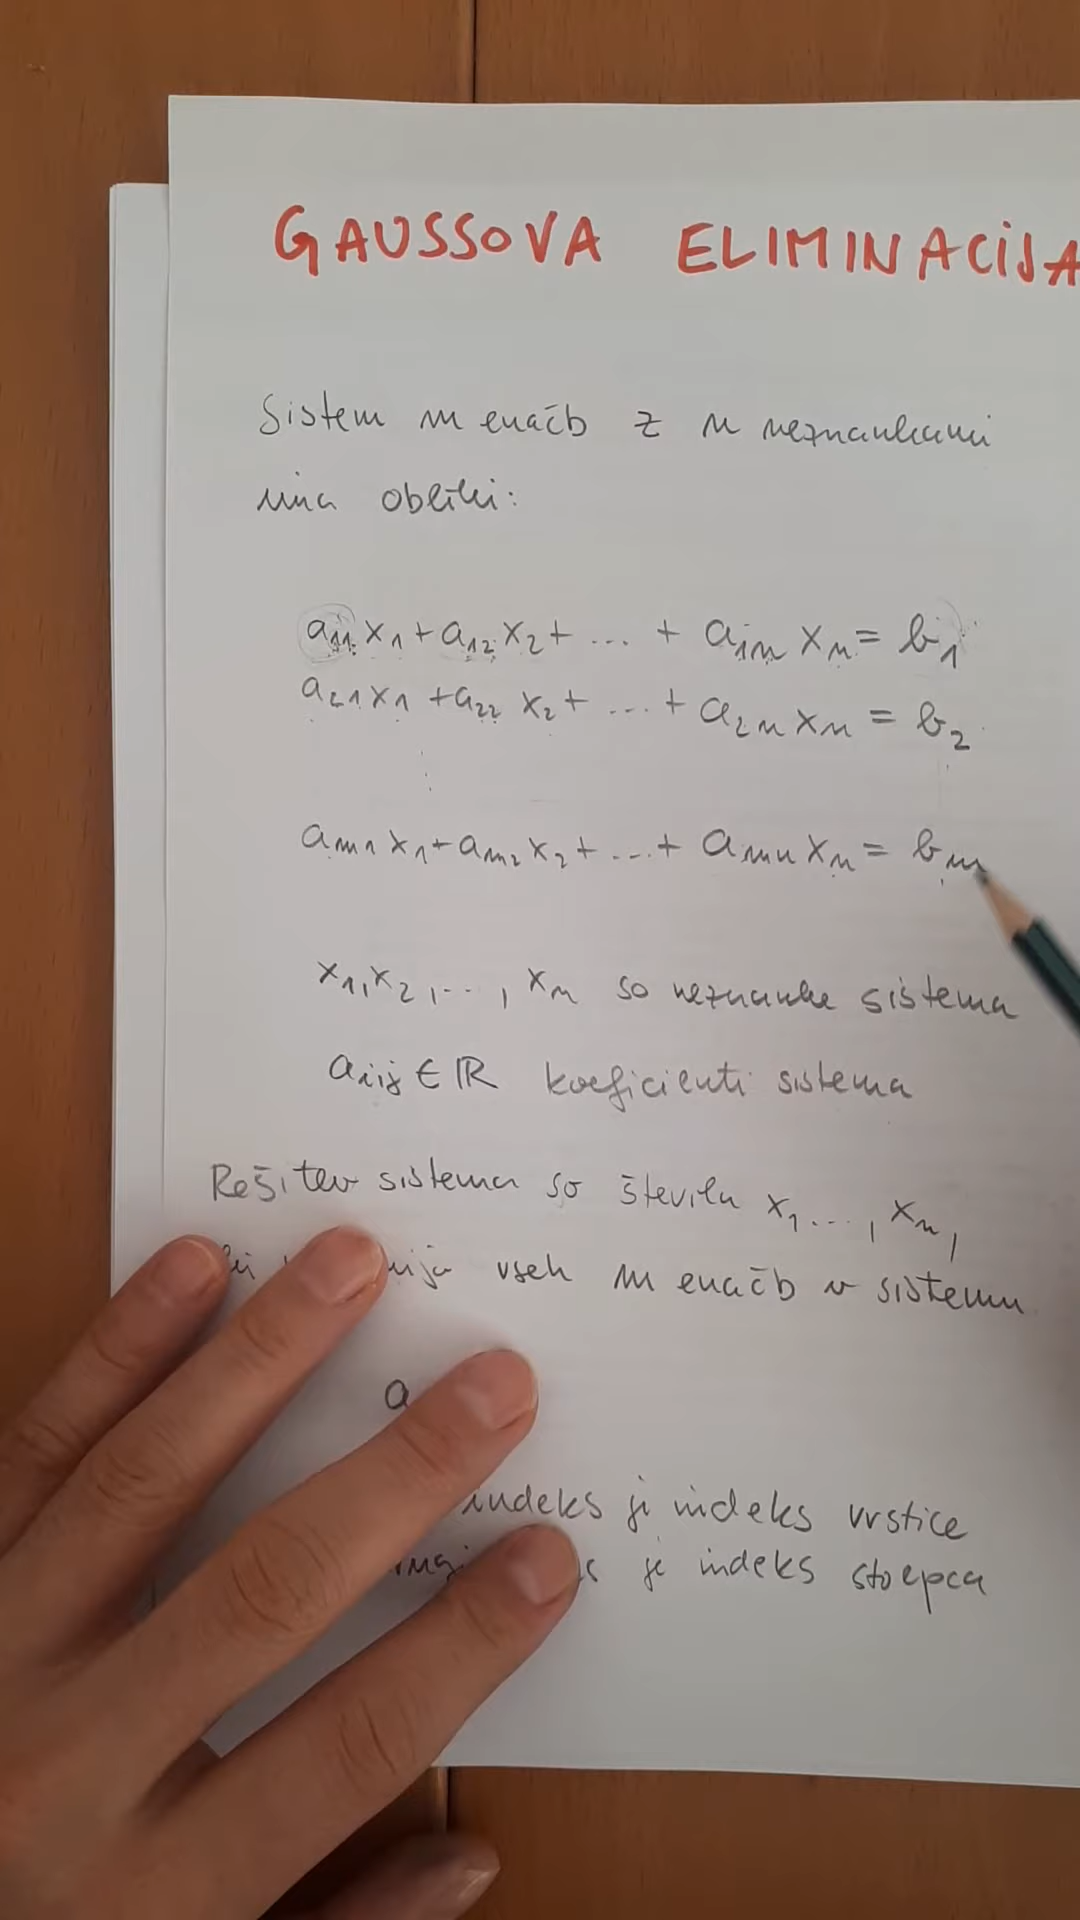 GAUSSOVA ELIMINACIJA
Sistem m enačb z n neznankami
ima obliki:
a₁₁x₁+a₁₂x₂+ ... + a₁ₙxₙ= b₁
a₂₁x₁+a₂₂x₂+ ...+ a₂ₙxₙ = b₂
⋮
aₘ₁x₁+aₘ₂x₂+...+ aₘₙxₙ= bₘ
x₁,x₂,..., xₙ so neznanke sistema
aᵢⱼ∈ℝ koeficienti sistema
Rešitev sistema so števila x₁..., xₙ,
ki vseh m enačb v sistemu
a
indeks je indeks vrstice
je indeks stolpca